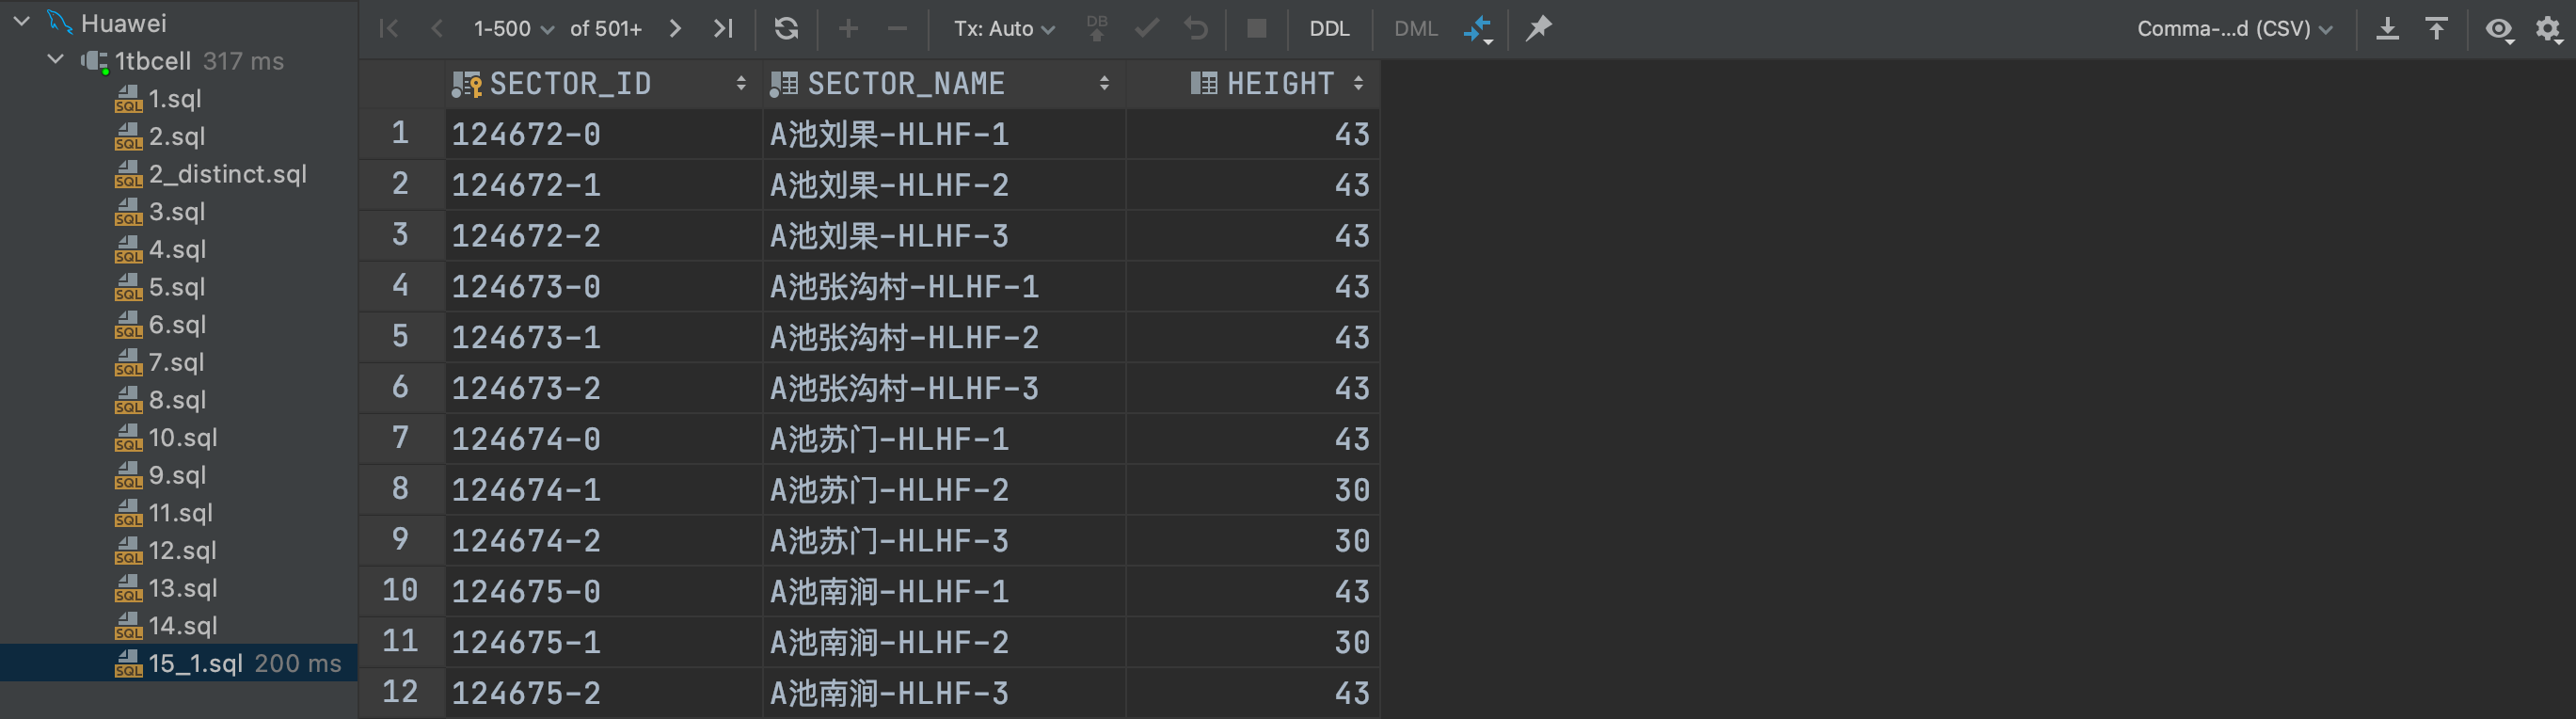 Huawei
1tbcell 317 ms
1.sql
2.sql
2_distinct.sql
3.sql
4.sql
5.sql
6.sql
7.sql
8.sql
10.sql
9.sql
11.sql
12.sql
13.sql
14.sql
15_1.sql 200 ms
1-500 of 501+ Tx: Auto DB DDL DML Comma-...d (CSV)
SECTOR_ID SECTOR_NAME HEIGHT
1 124672-0 A池刘果-HLHF-1 43
2 124672-1 A池刘果-HLHF-2 43
3 124672-2 A池刘果-HLHF-3 43
4 124673-0 A池张沟村-HLHF-1 43
5 124673-1 A池张沟村-HLHF-2 43
6 124673-2 A池张沟村-HLHF-3 43
7 124674-0 A池苏门-HLHF-1 43
8 124674-1 A池苏门-HLHF-2 30
9 124674-2 A池苏门-HLHF-3 30
10 124675-0 A池南涧-HLHF-1 43
11 124675-1 A池南涧-HLHF-2 30
12 124675-2 A池南涧-HLHF-3 43